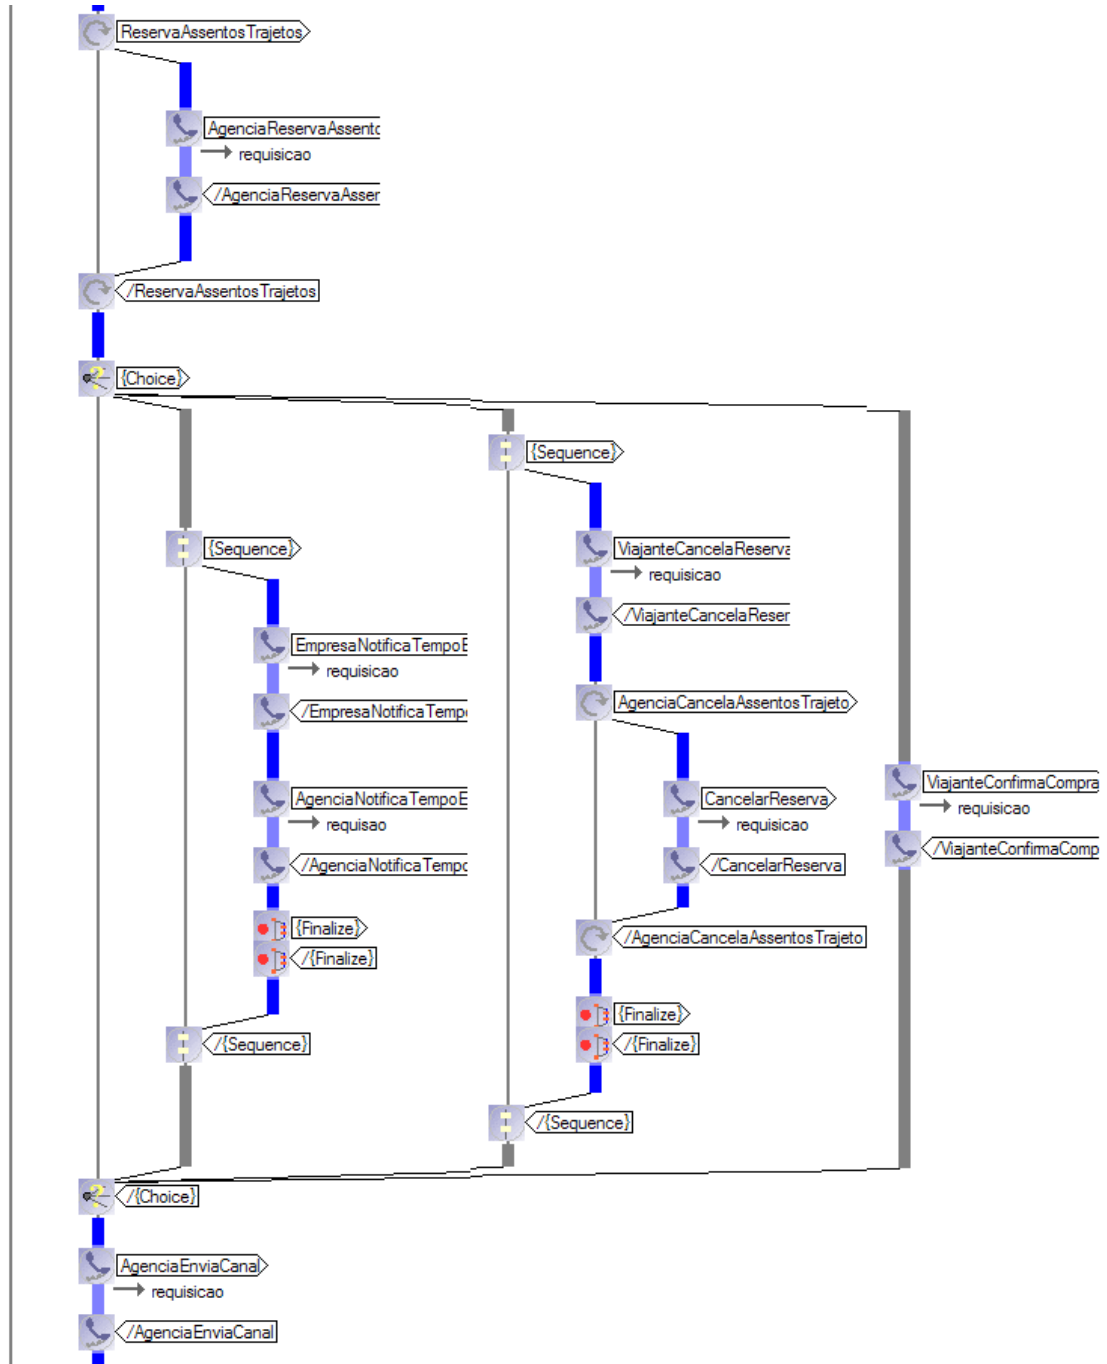 ReservaAssentosTrajetos
AgenciaReservaAssento
requisicao
/AgenciaReservaAsser
/ReservaAssentosTrajetos
{Choice}
{Sequence}
{Sequence}
ViajanteCancelaReserva
requisicao
/ViajanteCancelaReser
EmpresaNotificaTempoE
requisicao
/EmpresaNotificaTempo
AgenciaCancelaAssentosTrajeto
AgenciaNotificaTempoE
requisao
/AgenciaNotificaTempo
CancelarReserva
requisicao
/CancelarReserva
ViajanteConfirmaCompra
requisicao
/ViajanteConfirmaComp
{Finalize}
/{Finalize}
/AgenciaCancelaAssentosTrajeto
{Finalize}
/{Finalize}
/{Sequence}
/{Sequence}
/{Choice}
AgenciaEnviaCanal
requisicao
/AgenciaEnviaCanal